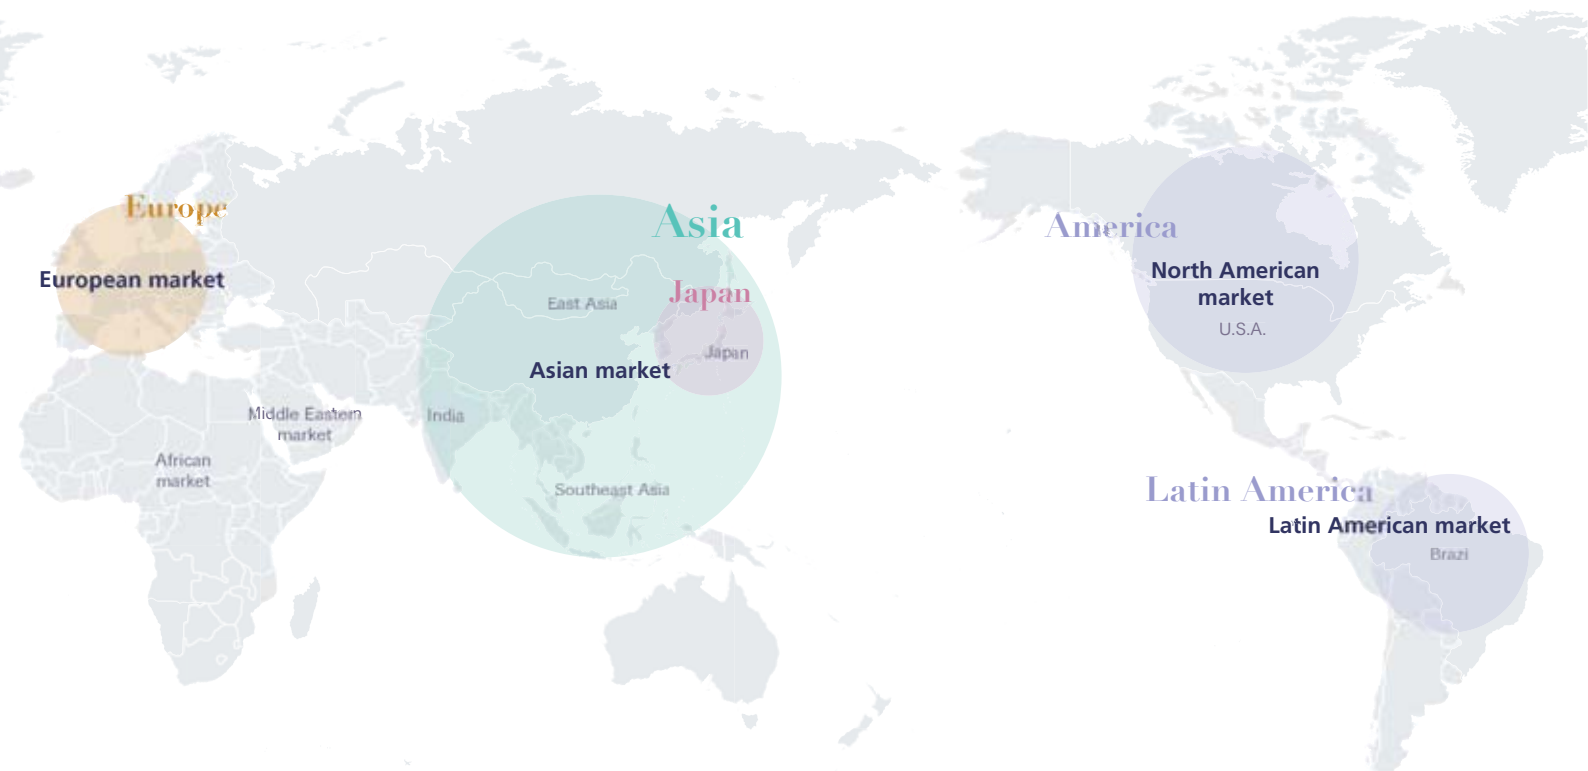 Europe
European market
Asia
East Asia
Japan
Japan
Asian market
India
Southeast Asia
Middle Eastern
market
African
market
America
North American
market
U.S.A.
Latin America
Latin American market
Brazi